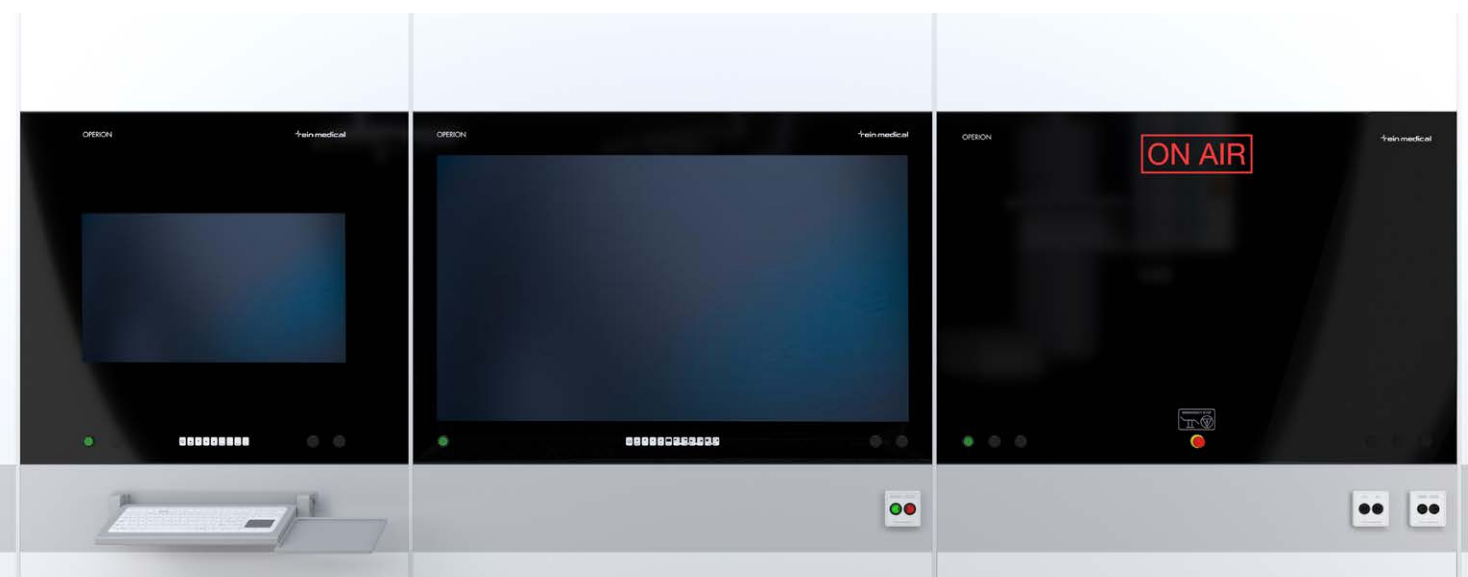 OPERION
rein medical
OPERION
rein medical
OPERION
ON AIR
rein medical